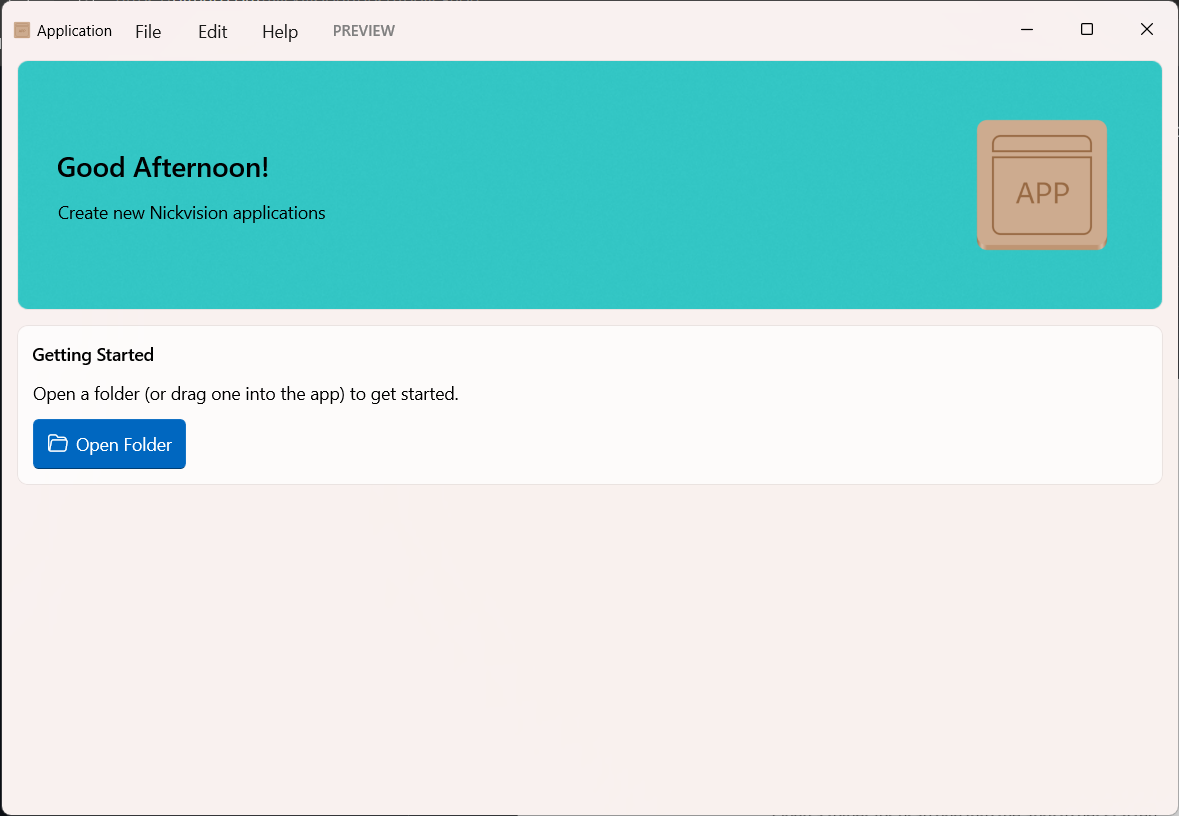 Application File Edit Help PREVIEW
Good Afternoon!
Create new Nickvision applications
APP
Getting Started
Open a folder (or drag one into the app) to get started.
Open Folder